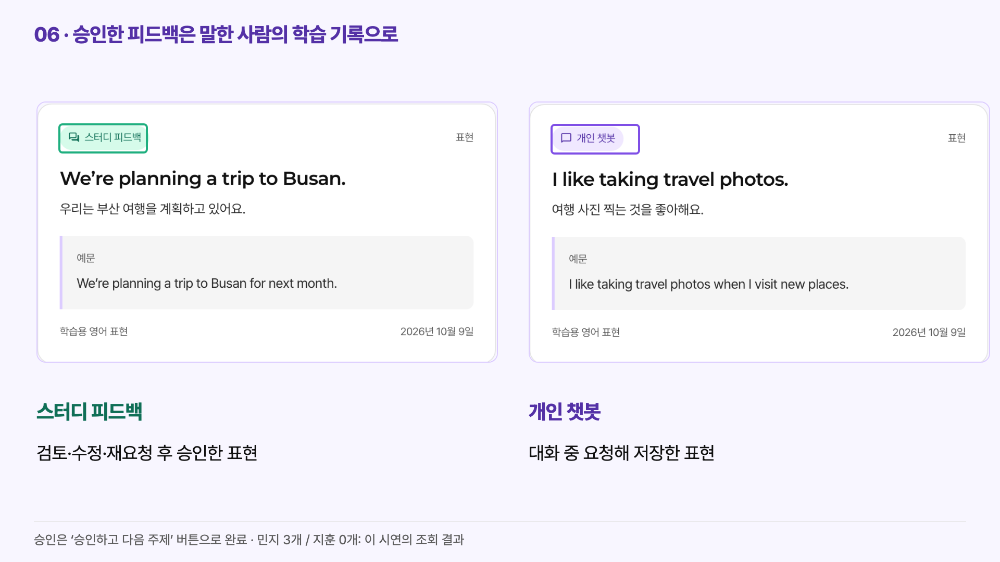 06 · 승인한 피드백은 말한 사람의 학습 기록으로
스터디 피드백
표현
We’re planning a trip to Busan.
우리는 부산 여행을 계획하고 있어요.
예문
We’re planning a trip to Busan for next month.
학습용 영어 표현
2026년 10월 9일
개인 챗봇
표현
I like taking travel photos.
여행 사진 찍는 것을 좋아해요.
예문
I like taking travel photos when I visit new places.
학습용 영어 표현
2026년 10월 9일
스터디 피드백
검토·수정·재요청 후 승인한 표현
개인 챗봇
대화 중 요청해 저장한 표현
승인은 ‘승인하고 다음 주제’ 버튼으로 완료 · 민지 3개 / 지훈 0개: 이 시연의 조회 결과